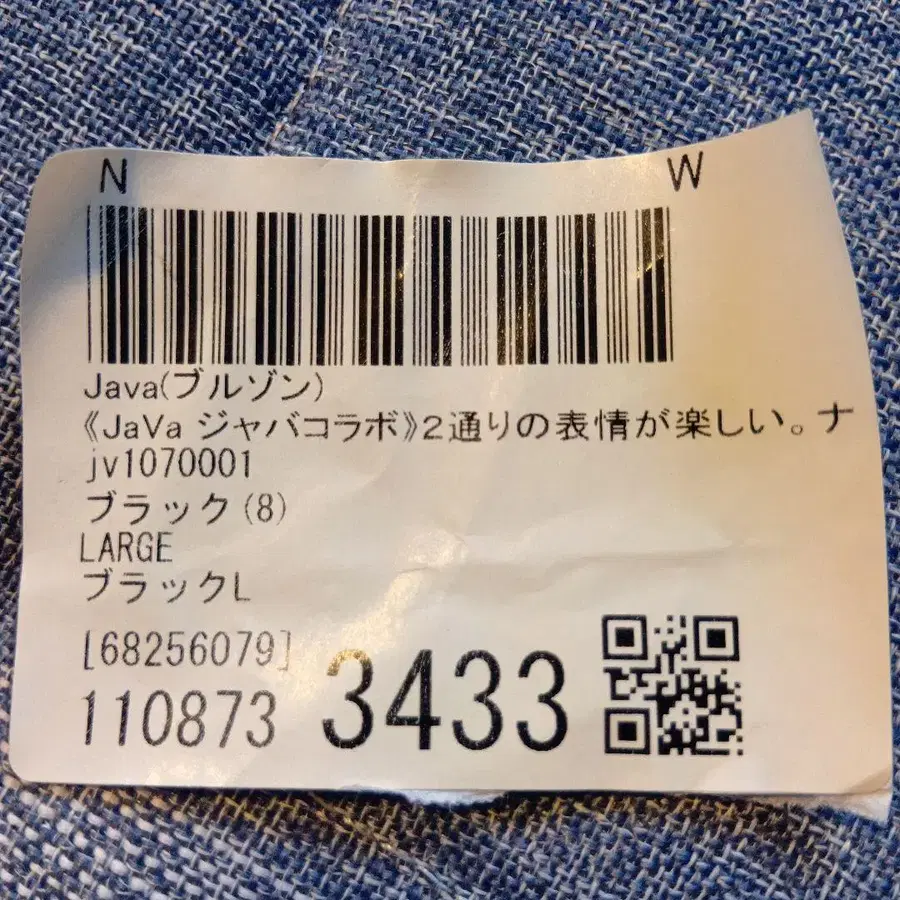 N W
Java(ブルゾン)
《JaVa ジャバコラボ》2通りの表情が楽しい。ナ
jv1070001
ブラック(8)
LARGE
ブラックL
[68256079]
110873 3433